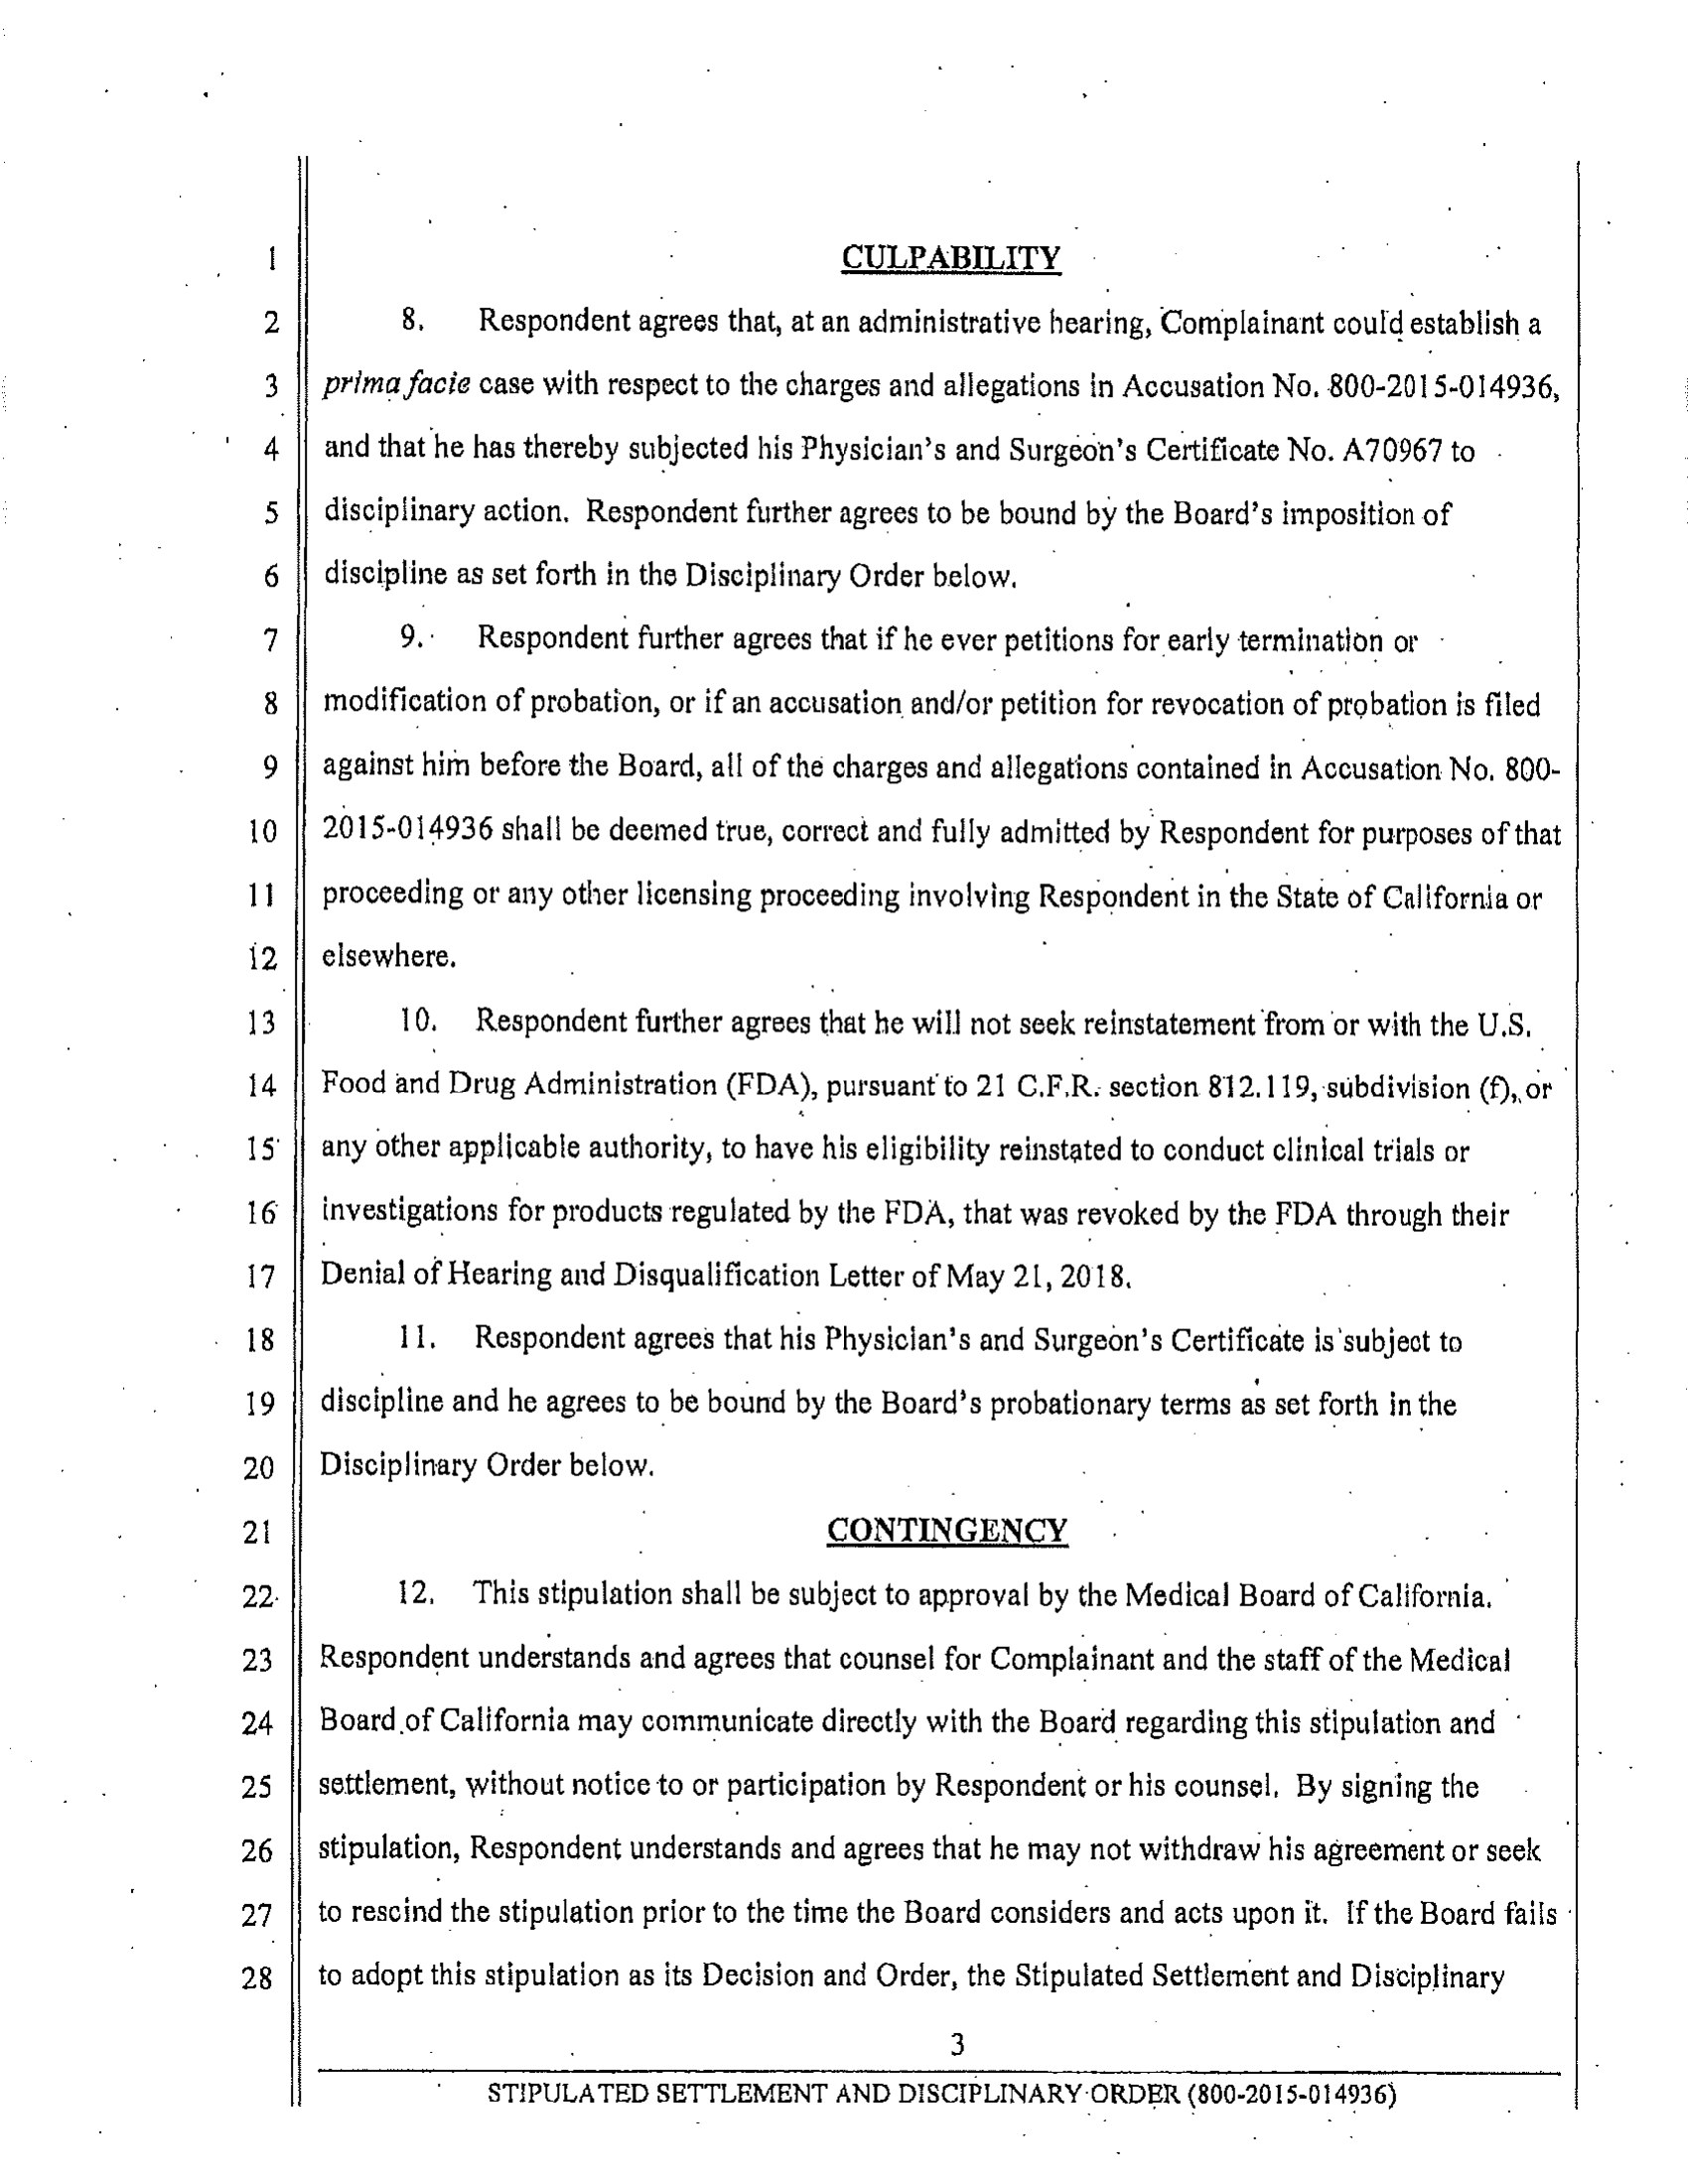 1 CULPABILITY
2 8. Respondent agrees that, at an administrative hearing, Complainant could establish a
3 prima facie case with respect to the charges and allegations in Accusation No. 800-2015-014936,
4 and that he has thereby subjected his Physician's and Surgeon's Certificate No. A70967 to
5 disciplinary action. Respondent further agrees to be bound by the Board's imposition of
6 discipline as set forth in the Disciplinary Order below.
7 9. Respondent further agrees that if he ever petitions for early termination or
8 modification of probation, or if an accusation and/or petition for revocation of probation is filed
9 against him before the Board, all of the charges and allegations contained in Accusation No. 800-
10 2015-014936 shall be deemed true, correct and fully admitted by Respondent for purposes of that
11 proceeding or any other licensing proceeding involving Respondent in the State of California or
12 elsewhere.
13 10. Respondent further agrees that he will not seek reinstatement from or with the U.S.
14 Food and Drug Administration (FDA), pursuant to 21 C.F.R. section 812.119, subdivision (f), or
15 any other applicable authority, to have his eligibility reinstated to conduct clinical trials or
16 investigations for products regulated by the FDA, that was revoked by the FDA through their
17 Denial of Hearing and Disqualification Letter of May 21, 2018.
18 11. Respondent agrees that his Physician's and Surgeon's Certificate is subject to
19 discipline and he agrees to be bound by the Board's probationary terms as set forth in the
20 Disciplinary Order below.
21 CONTINGENCY
22 12. This stipulation shall be subject to approval by the Medical Board of California.
23 Respondent understands and agrees that counsel for Complainant and the staff of the Medical
24 Board of California may communicate directly with the Board regarding this stipulation and
25 settlement, without notice to or participation by Respondent or his counsel. By signing the
26 stipulation, Respondent understands and agrees that he may not withdraw his agreement or seek
27 to rescind the stipulation prior to the time the Board considers and acts upon it. If the Board fails
28 to adopt this stipulation as its Decision and Order, the Stipulated Settlement and Disciplinary
3
STIPULATED SETTLEMENT AND DISCIPLINARY ORDER (800-2015-014936)